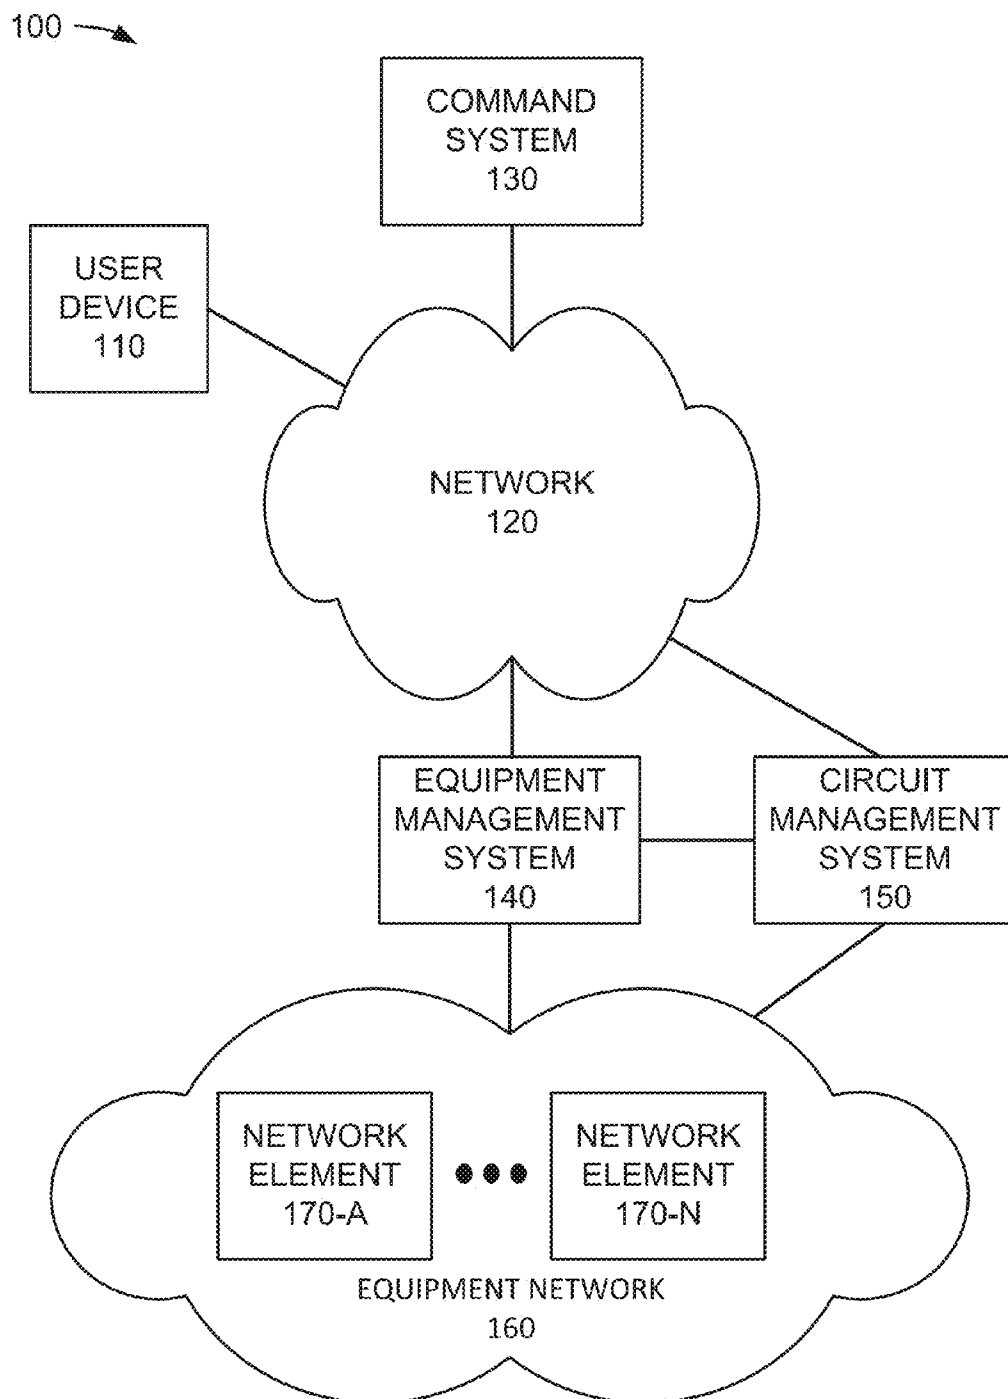 100
COMMAND
SYSTEM
130
USER
DEVICE
110
NETWORK
120
EQUIPMENT
MANAGEMENT
SYSTEM
140
CIRCUIT
MANAGEMENT
SYSTEM
150
NETWORK
ELEMENT
170-A
NETWORK
ELEMENT
170-N
EQUIPMENT NETWORK
160